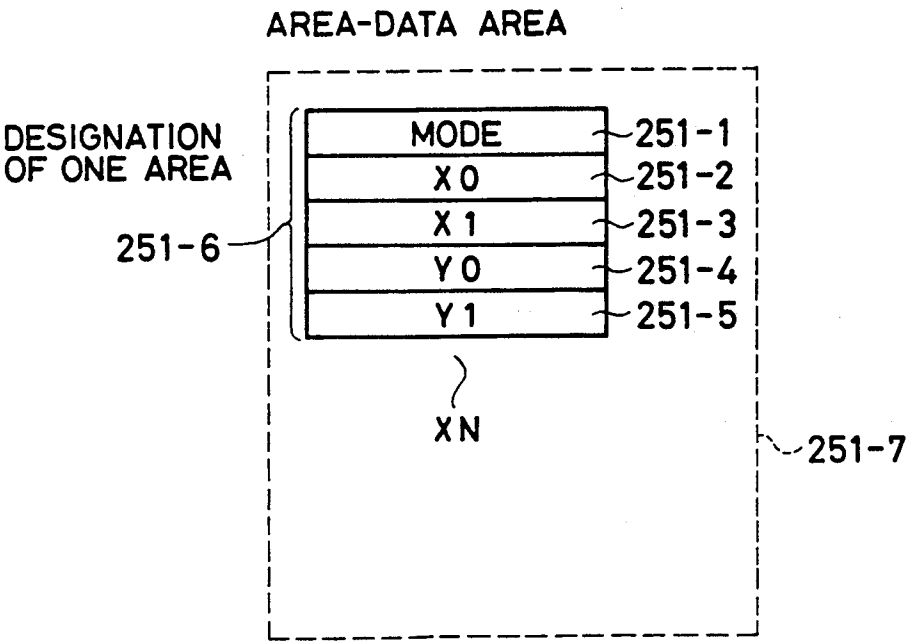 AREA-DATA AREA
DESIGNATION
OF ONE AREA
MODE 251-1
X0 251-2
X1 251-3
251-6
Y0 251-4
Y1 251-5
XN
251-7